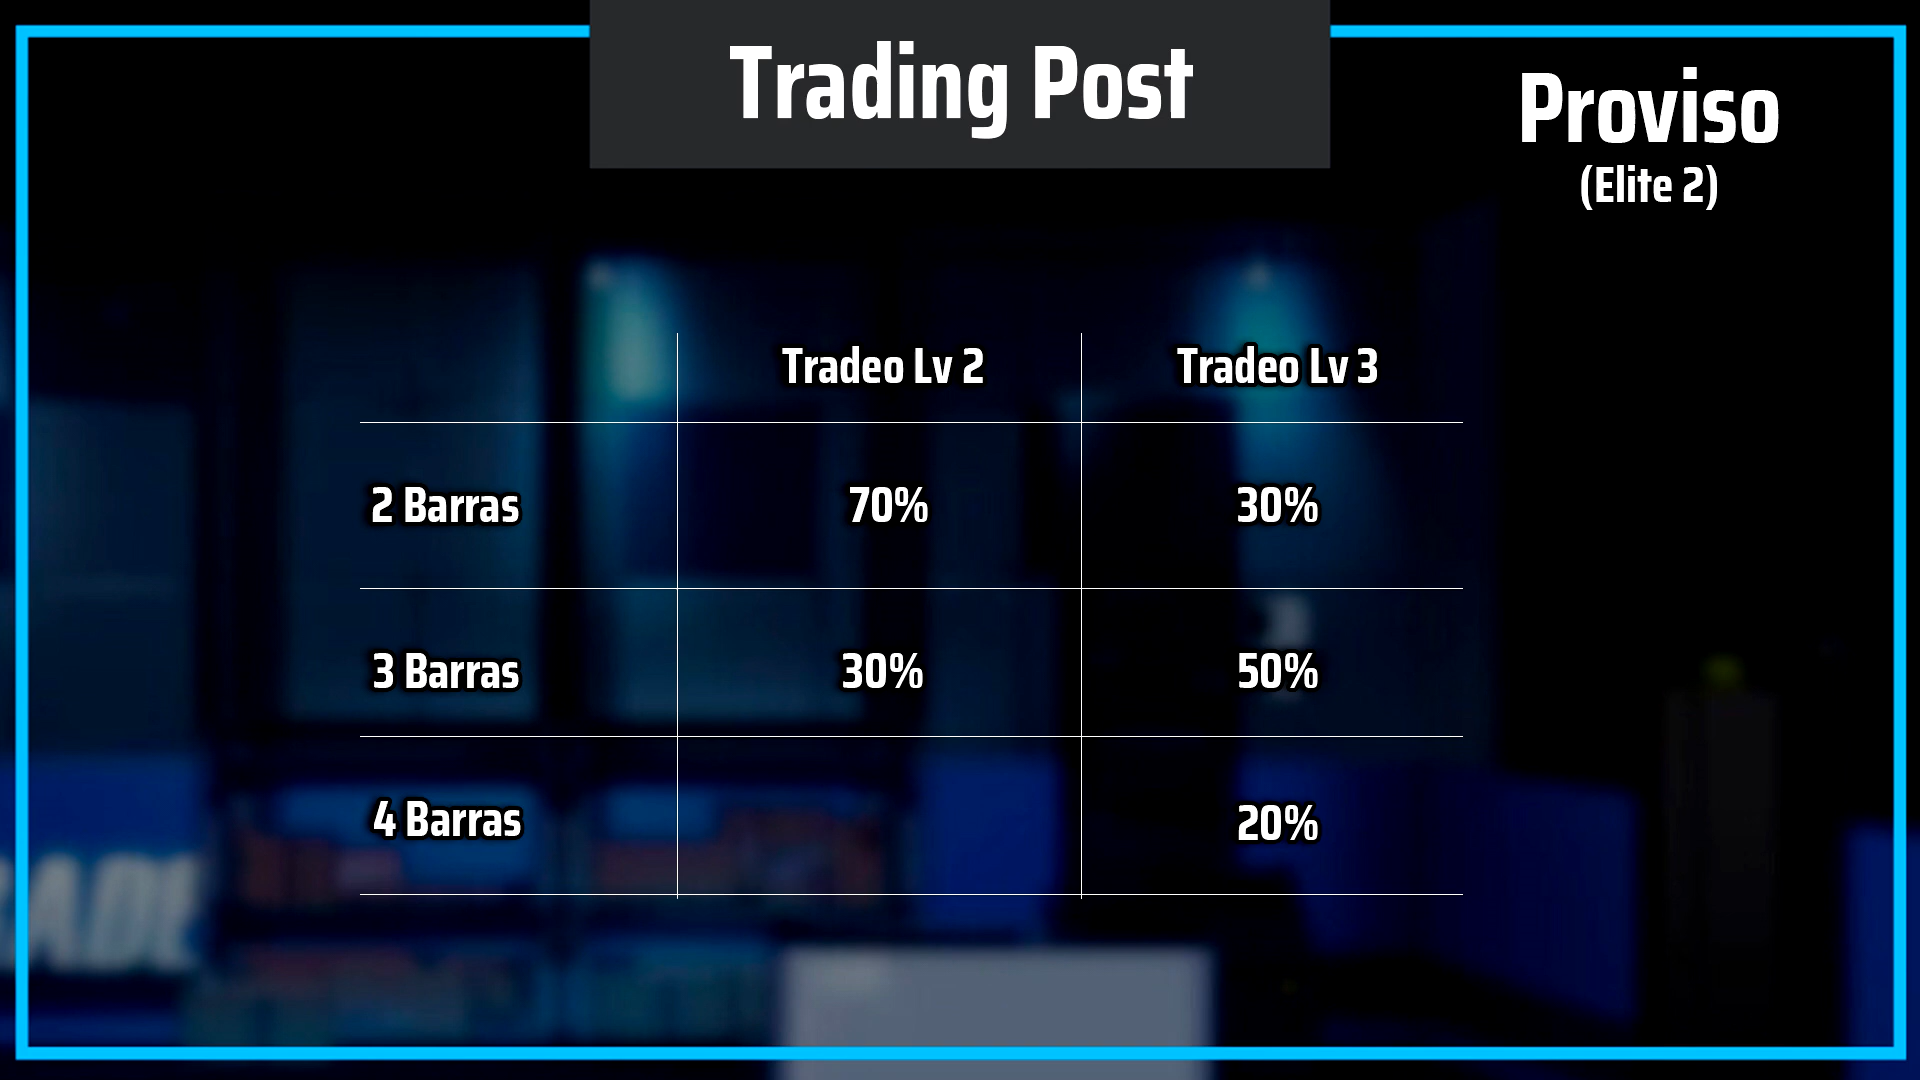 Trading Post
Proviso
(Elite 2)
Tradeo Lv 2 Tradeo Lv 3
2 Barras 70% 30%
3 Barras 30% 50%
4 Barras 20%
ADE